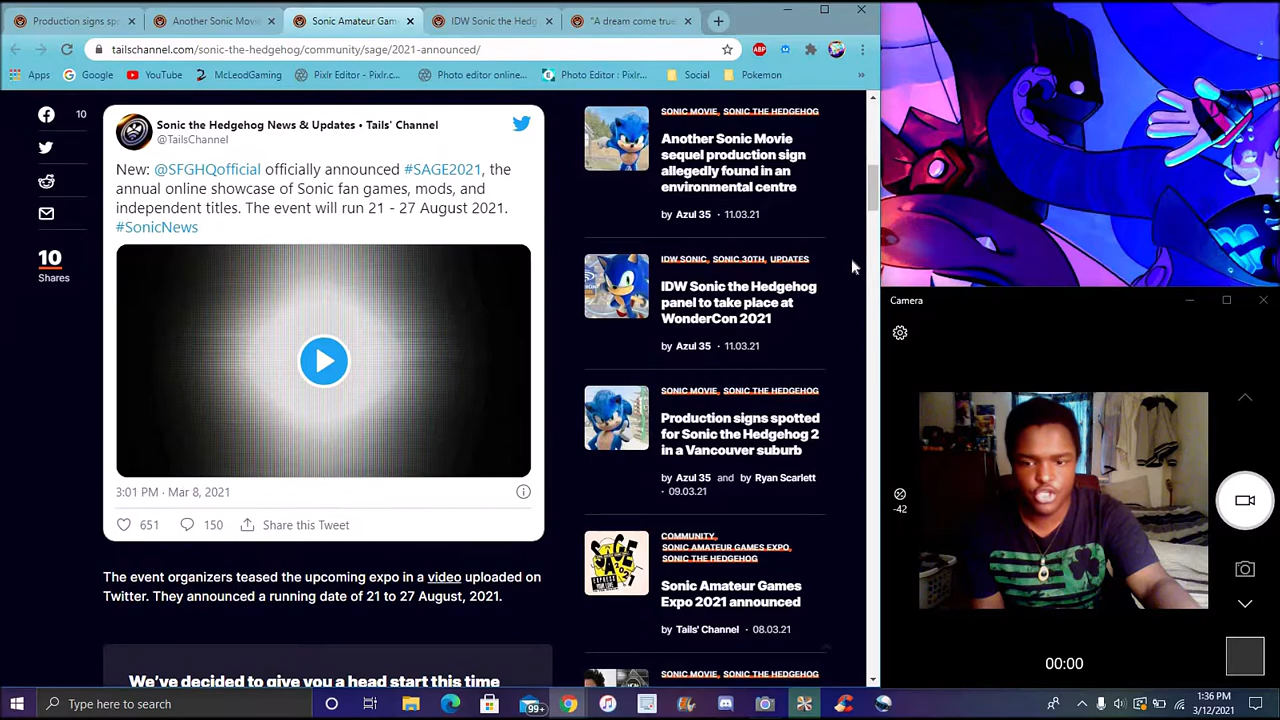 Production signs sp
Another Sonic Movi
Sonic Amateur Gam
IDW Sonic the Hedg
"A dream come true
tailschannel.com/sonic-the-hedgehog/community/sage/2021-announced/
ABP
Apps
Google
YouTube
McLeodGaming
Pixlr Editor - Pixlr.c...
Photo editor online...
Photo Editor : Pixlr...
Social
Pokemon
»
10
10
Shares
Sonic the Hedgehog News & Updates • Tails' Channel
@TailsChannel
New: @SFGHQofficial officially announced #SAGE2021, the
annual online showcase of Sonic fan games, mods, and
independent titles. The event will run 21 - 27 August 2021.
#SonicNews
3:01 PM · Mar 8, 2021
651
150
Share this Tweet
The event organizers teased the upcoming expo in a video uploaded on
Twitter. They announced a running date of 21 to 27 August, 2021.
We've decided to give you a head start this time
SONIC MOVIE, SONIC THE HEDGEHOG
Another Sonic Movie
sequel production sign
allegedly found in an
environmental centre
by Azul 35 · 11.03.21
IDW SONIC, SONIC 30TH, UPDATES
IDW Sonic the Hedgehog
panel to take place at
WonderCon 2021
by Azul 35 · 11.03.21
SONIC MOVIE, SONIC THE HEDGEHOG
Production signs spotted
for Sonic the Hedgehog 2
in a Vancouver suburb
by Azul 35 and by Ryan Scarlett
· 09.03.21
SAGE
2021
COMMUNITY,
SONIC AMATEUR GAMES EXPO,
SONIC THE HEDGEHOG
Sonic Amateur Games
Expo 2021 announced
by Tails' Channel · 08.03.21
SONIC MOVIE, SONIC THE HEDGEHOG
Camera
-42
00:00
Type here to search
99+
1:36 PM
3/12/2021